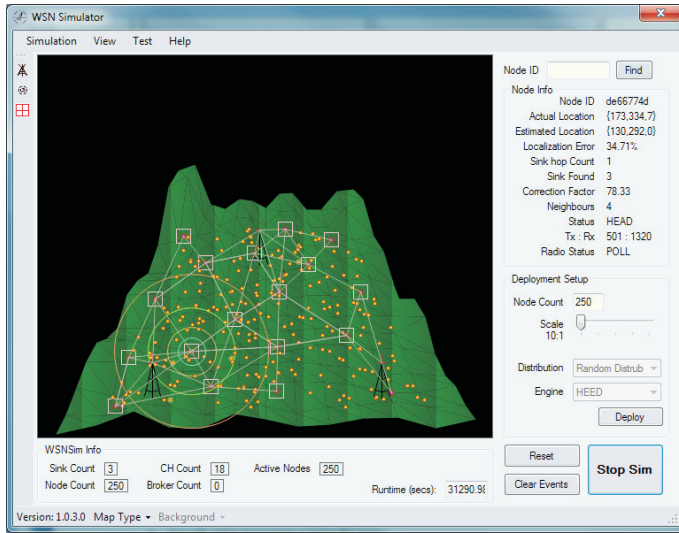 WSN Simulator
Simulation View Test Help
Node ID Find
Node Info
Node ID de66774d
Actual Location {173,334,7}
Estimated Location {130,292,0}
Localization Error 34.71%
Sink hop Count 1
Sink Found 3
Correction Factor 78.33
Neighbours 4
Status HEAD
Tx : Rx 501 : 1320
Radio Status POLL
Deployment Setup
Node Count 250
Scale
10:1
Distribution Random Distrub
Engine HEED
Deploy
WSNSim Info
Sink Count 3 CH Count 18 Active Nodes 250
Node Count 250 Broker Count 0
Runtime (secs): 31290.98
Reset
Clear Events
Stop Sim
Version: 1.0.3.0 Map Type Background